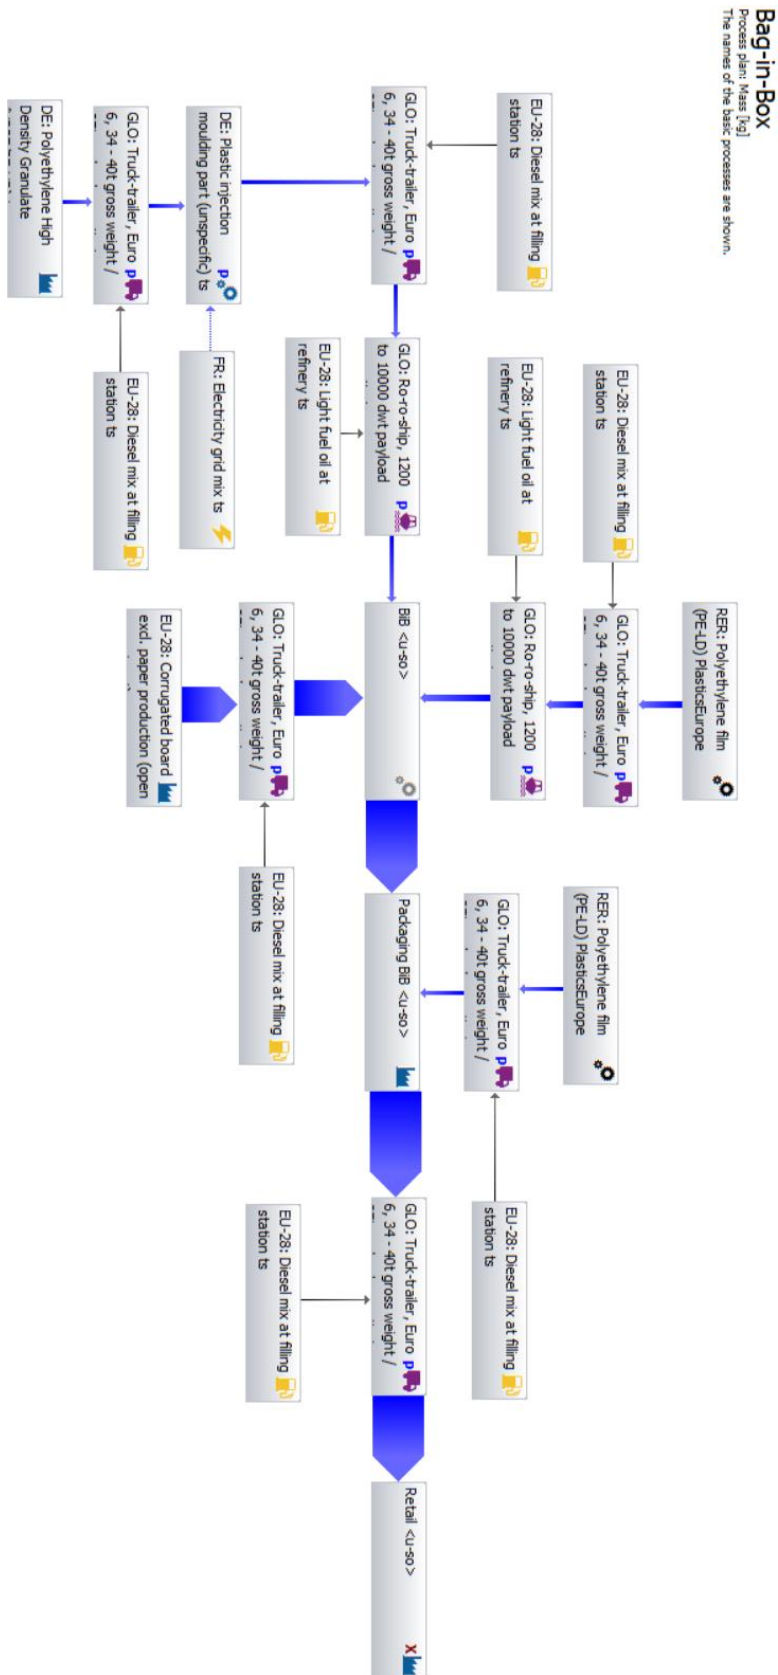 Bag-in-Box
Process plan: Mass [kg]
The names of the basic processes are shown.
RER: Polyethylene film
(PE-LD) PlasticsEurope
EU-28: Diesel mix at filling
station ts
GLO: Truck-trailer, Euro p
6, 34 - 40t gross weight /
RER: Polyethylene film
(PE-LD) PlasticsEurope
EU-28: Diesel mix at filling
station ts
EU-28: Light fuel oil at
refinery ts
GLO: Ro-ro-ship, 1200 p
to 10000 dwt payload
GLO: Truck-trailer, Euro p
6, 34 - 40t gross weight /
EU-28: Diesel mix at filling
station ts
GLO: Truck-trailer, Euro p
6, 34 - 40t gross weight /
GLO: Ro-ro-ship, 1200 p
to 10000 dwt payload
BiB <u-so>
Packaging BiB <u-so>
GLO: Truck-trailer, Euro p
6, 34 - 40t gross weight /
Retail <u-so> X
EU-28: Light fuel oil at
refinery ts
GLO: Truck-trailer, Euro p
6, 34 - 40t gross weight /
EU-28: Diesel mix at filling
station ts
EU-28: Diesel mix at filling
station ts
DE: Plastic injection p
moulding part (unspecific) ts
FR: Electricity grid mix ts
EU-28: Corrugated board
excl. paper production (open
GLO: Truck-trailer, Euro p
6, 34 - 40t gross weight /
EU-28: Diesel mix at filling
station ts
DE: Polyethylene High
Density Granulate